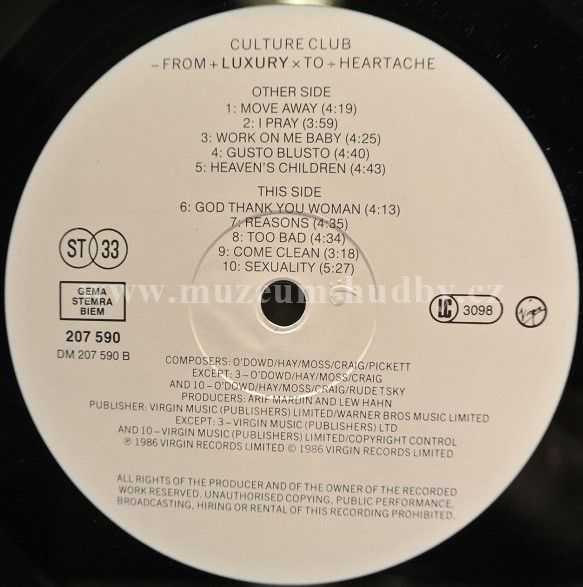 CULTURE CLUB
–FROM+LUXURY×TO÷HEARTACHE
OTHER SIDE
1: MOVE AWAY (4:19)
2: I PRAY (3:59)
3: WORK ON ME BABY (4:25)
4: GUSTO BLUSTO (4:40)
5: HEAVEN'S CHILDREN (4:43)
THIS SIDE
6: GOD THANK YOU WOMAN (4:13)
7: REASONS (4:35)
8: TOO BAD (4:34)
9: COME CLEAN (3:18)
10: SEXUALITY (5:27)
ST 33
GEMA
STEMRA
BIEM
www.muzeum-hudby.cz
LC 3098
Virgin
207 590
DM 207 590 B
COMPOSERS: O'DOWD/HAY/MOSS/CRAIG/PICKETT
EXCEPT: 3–O'DOWD/HAY/MOSS/CRAIG
AND 10–O'DOWD/HAY/MOSS/CRAIG/RUDETSKY
PRODUCERS: ARIF MARDIN AND LEW HAHN
PUBLISHER: VIRGIN MUSIC (PUBLISHERS) LIMITED/WARNER BROS MUSIC LIMITED
EXCEPT: 3–VIRGIN MUSIC (PUBLISHERS) LTD
AND 10–VIRGIN MUSIC (PUBLISHERS) LIMITED/COPYRIGHT CONTROL
℗ 1986 VIRGIN RECORDS LIMITED © 1986 VIRGIN RECORDS LIMITED
ALL RIGHTS OF THE PRODUCER AND OF THE OWNER OF THE RECORDED
WORK RESERVED. UNAUTHORISED COPYING, PUBLIC PERFORMANCE,
BROADCASTING, HIRING OR RENTAL OF THIS RECORDING PROHIBITED.